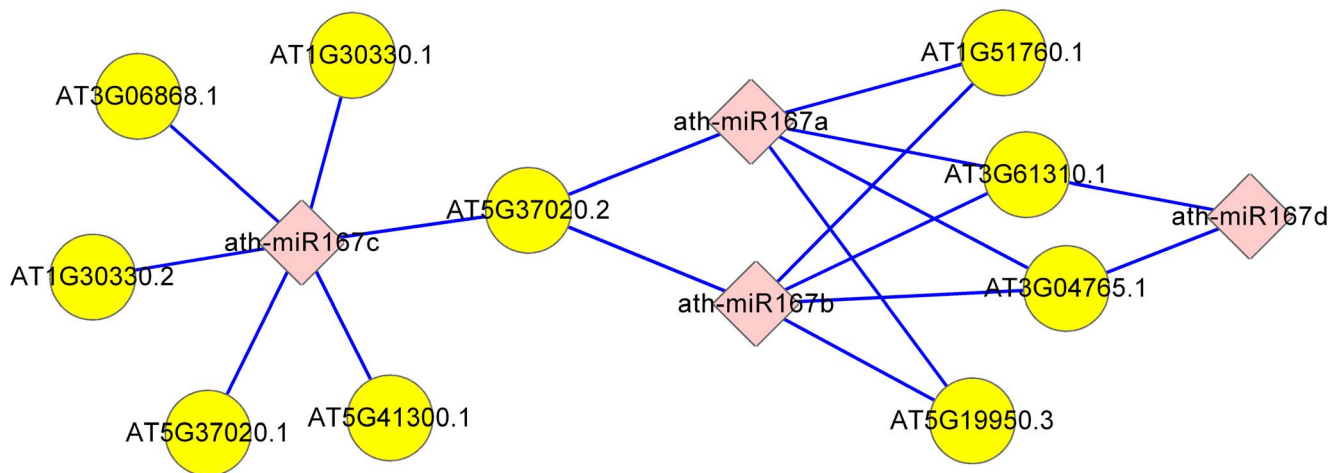 AT1G30330.1
AT1G51760.1
AT3G06868.1
ath-miR167a
AT3G61310.1
AT5G37020.2
ath-miR167d
ath-miR167c
AT1G30330.2
AT3G04765.1
ath-miR167b
AT5G41300.1
AT5G19950.3
AT5G37020.1